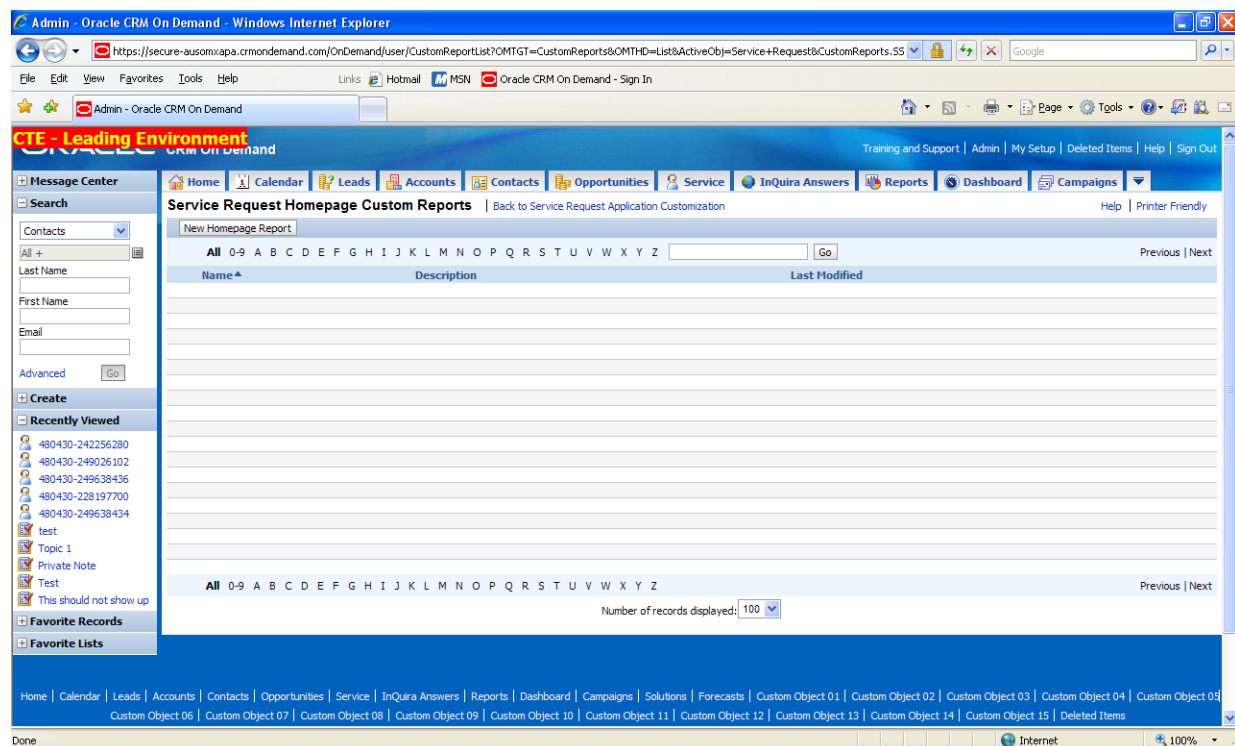 Admin - Oracle CRM On Demand - Windows Internet Explorer
https://secure-ausomxapa.crmondemand.com/OnDemand/user/CustomReportList?OMTGT=CustomReports&OMTHD=List&ActiveObj=Service+Request&CustomReports.SS
Google
File Edit View Favorites Tools Help Links Hotmail MSN Oracle CRM On Demand - Sign In
Admin - Oracle CRM On Demand Page Tools
CTE - Leading Environment
CRM On Demand
Training and Support | Admin | My Setup | Deleted Items | Help | Sign Out
Message Center
Home Calendar Leads Accounts Contacts Opportunities Service InQuira Answers Reports Dashboard Campaigns
Search
Service Request Homepage Custom Reports | Back to Service Request Application Customization Help | Printer Friendly
Contacts
New Homepage Report
All +
All 0-9 A B C D E F G H I J K L M N O P Q R S T U V W X Y Z Go Previous | Next
Last Name
Name Description Last Modified
First Name
Email
Advanced Go
Create
Recently Viewed
480430-242256280
480430-249026102
480430-249638436
480430-228197700
480430-249638434
test
Topic 1
Private Note
Test
This should not show up
All 0-9 A B C D E F G H I J K L M N O P Q R S T U V W X Y Z Previous | Next
Number of records displayed: 100
Favorite Records
Favorite Lists
Home | Calendar | Leads | Accounts | Contacts | Opportunities | Service | InQuira Answers | Reports | Dashboard | Campaigns | Solutions | Forecasts | Custom Object 01 | Custom Object 02 | Custom Object 03 | Custom Object 04 | Custom Object 05
Custom Object 06 | Custom Object 07 | Custom Object 08 | Custom Object 09 | Custom Object 10 | Custom Object 11 | Custom Object 12 | Custom Object 13 | Custom Object 14 | Custom Object 15 | Deleted Items
Done Internet 100%